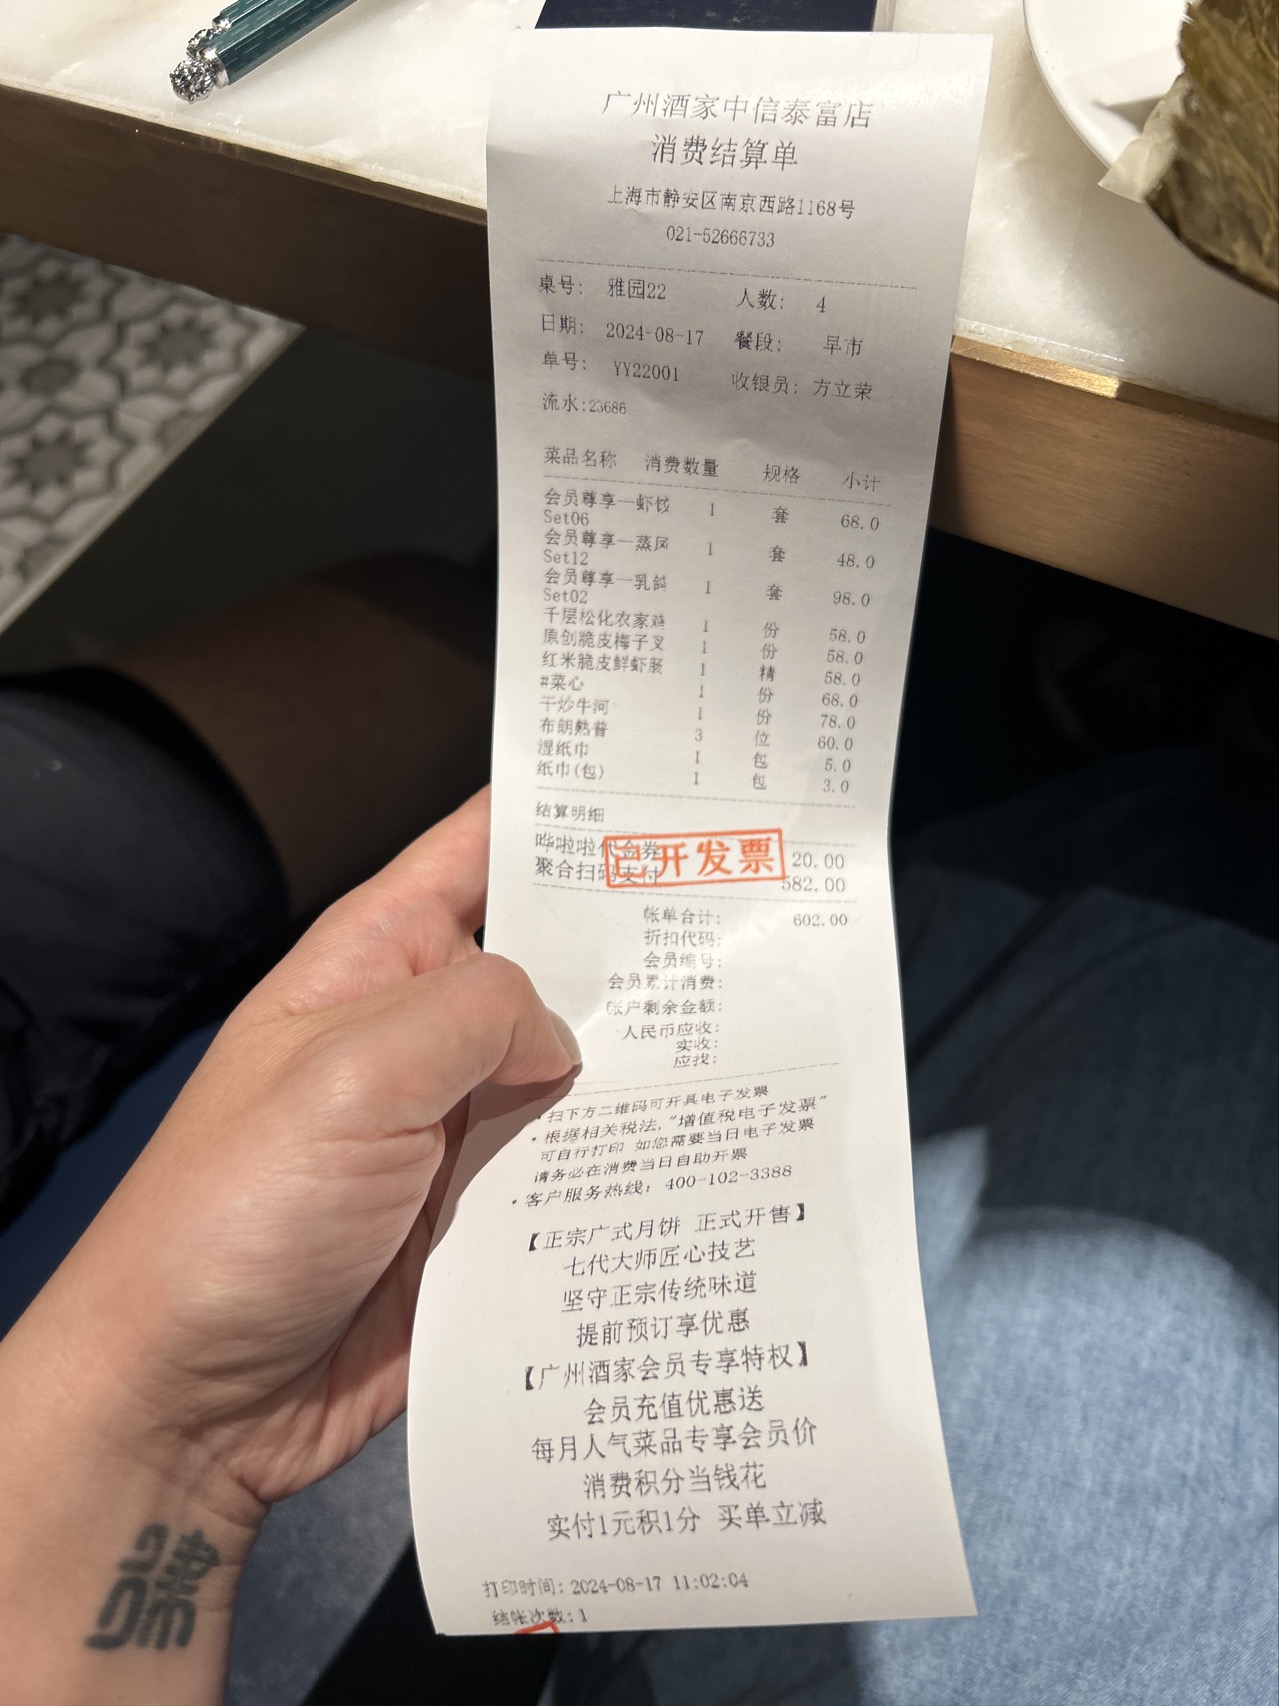 广州酒家中信泰富店
消费结算单
上海市静安区南京西路1168号
021-52666733
桌号: 雅园22 人数: 4
日期: 2024-08-17 餐段: 早市
单号: YY22001 收银员: 方立荣
流水:23686
菜品名称 消费数量 规格 小计
会员尊享一虾饺 1 套 68.0
Set06
会员尊享一蒸凤 1 套 48.0
Set12
会员尊享一乳鸽 1 套 98.0
Set02
千层松化农家鸡 1 份 58.0
原创脆皮梅子叉 1 份 58.0
红米脆皮鲜虾肠 1 精 58.0
#菜心 1 份 68.0
干炒牛河 1 份 78.0
布朗熟普 3 位 60.0
湿纸巾 1 包 5.0
纸巾(包) 1 包 3.0
结算明细
哗啦啦代金券 20.00
聚合扫码支付 582.00
已开发票
帐单合计: 602.00
折扣代码:
会员编号:
会员累计消费:
帐户剩余金额:
人民币应收:
实收:
应找:
·扫下方二维码可开具电子发票
·根据相关税法,"增值税电子发票"
可自行打印 如您需要当日电子发票
请务必在消费当日自助开票
·客户服务热线: 400-102-3388
【正宗广式月饼 正式开售】
七代大师匠心技艺
坚守正宗传统味道
提前预订享优惠
【广州酒家会员专享特权】
会员充值优惠送
每月人气菜品专享会员价
消费积分当钱花
实付1元积1分 买单立减
打印时间: 2024-08-17 11:02:04
结帐次数: 1